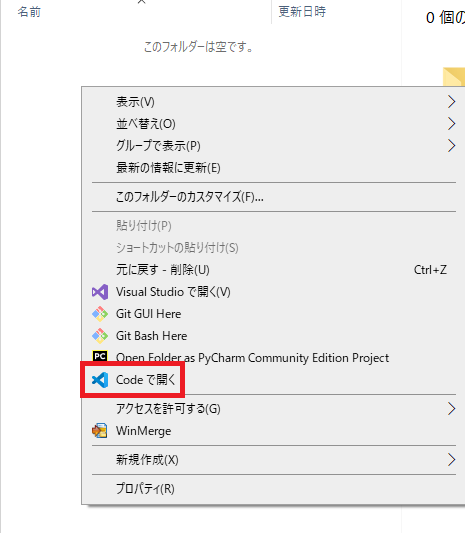 名前 更新日時
0 個の
このフォルダーは空です。
表示(V)
並べ替え(O)
グループで表示(P)
最新の情報に更新(E)
このフォルダーのカスタマイズ(F)...
貼り付け(P)
ショートカットの貼り付け(S)
元に戻す - 削除(U) Ctrl+Z
Visual Studio で開く(V)
Git GUI Here
Git Bash Here
PC Open Folder as PyCharm Community Edition Project
Code で開く
アクセスを許可する(G)
WinMerge
新規作成(X)
プロパティ(R)